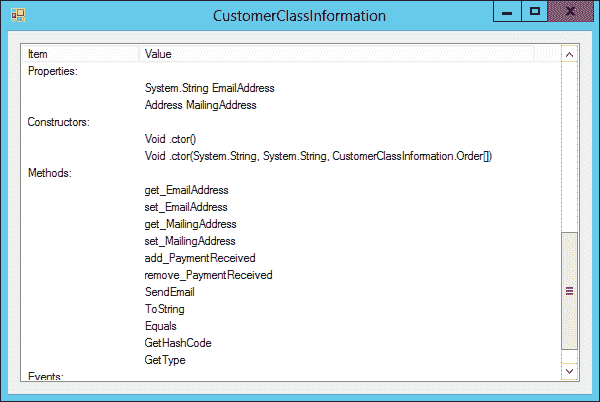 CustomerClassInformation
Item Value
Properties:
System.String EmailAddress
Address MailingAddress
Constructors:
Void .ctor()
Void .ctor(System.String, System.String, CustomerClassInformation.Order[])
Methods:
get_EmailAddress
set_EmailAddress
get_MailingAddress
set_MailingAddress
add_PaymentReceived
remove_PaymentReceived
SendEmail
ToString
Equals
GetHashCode
GetType
Events: